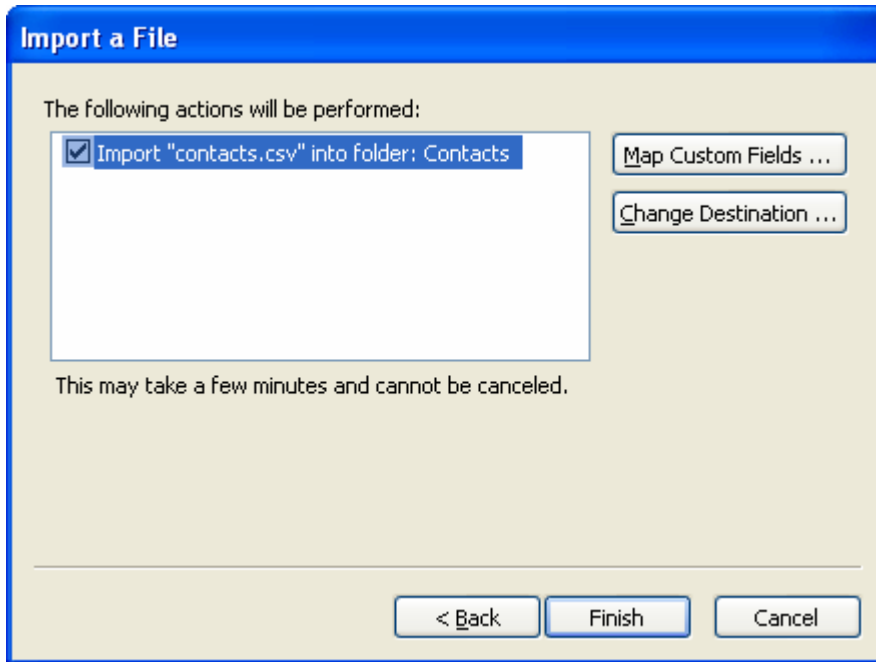 Import a File
The following actions will be performed:
Import "contacts.csv" into folder: Contacts
Map Custom Fields ...
Change Destination ...
This may take a few minutes and cannot be canceled.
< Back
Finish
Cancel